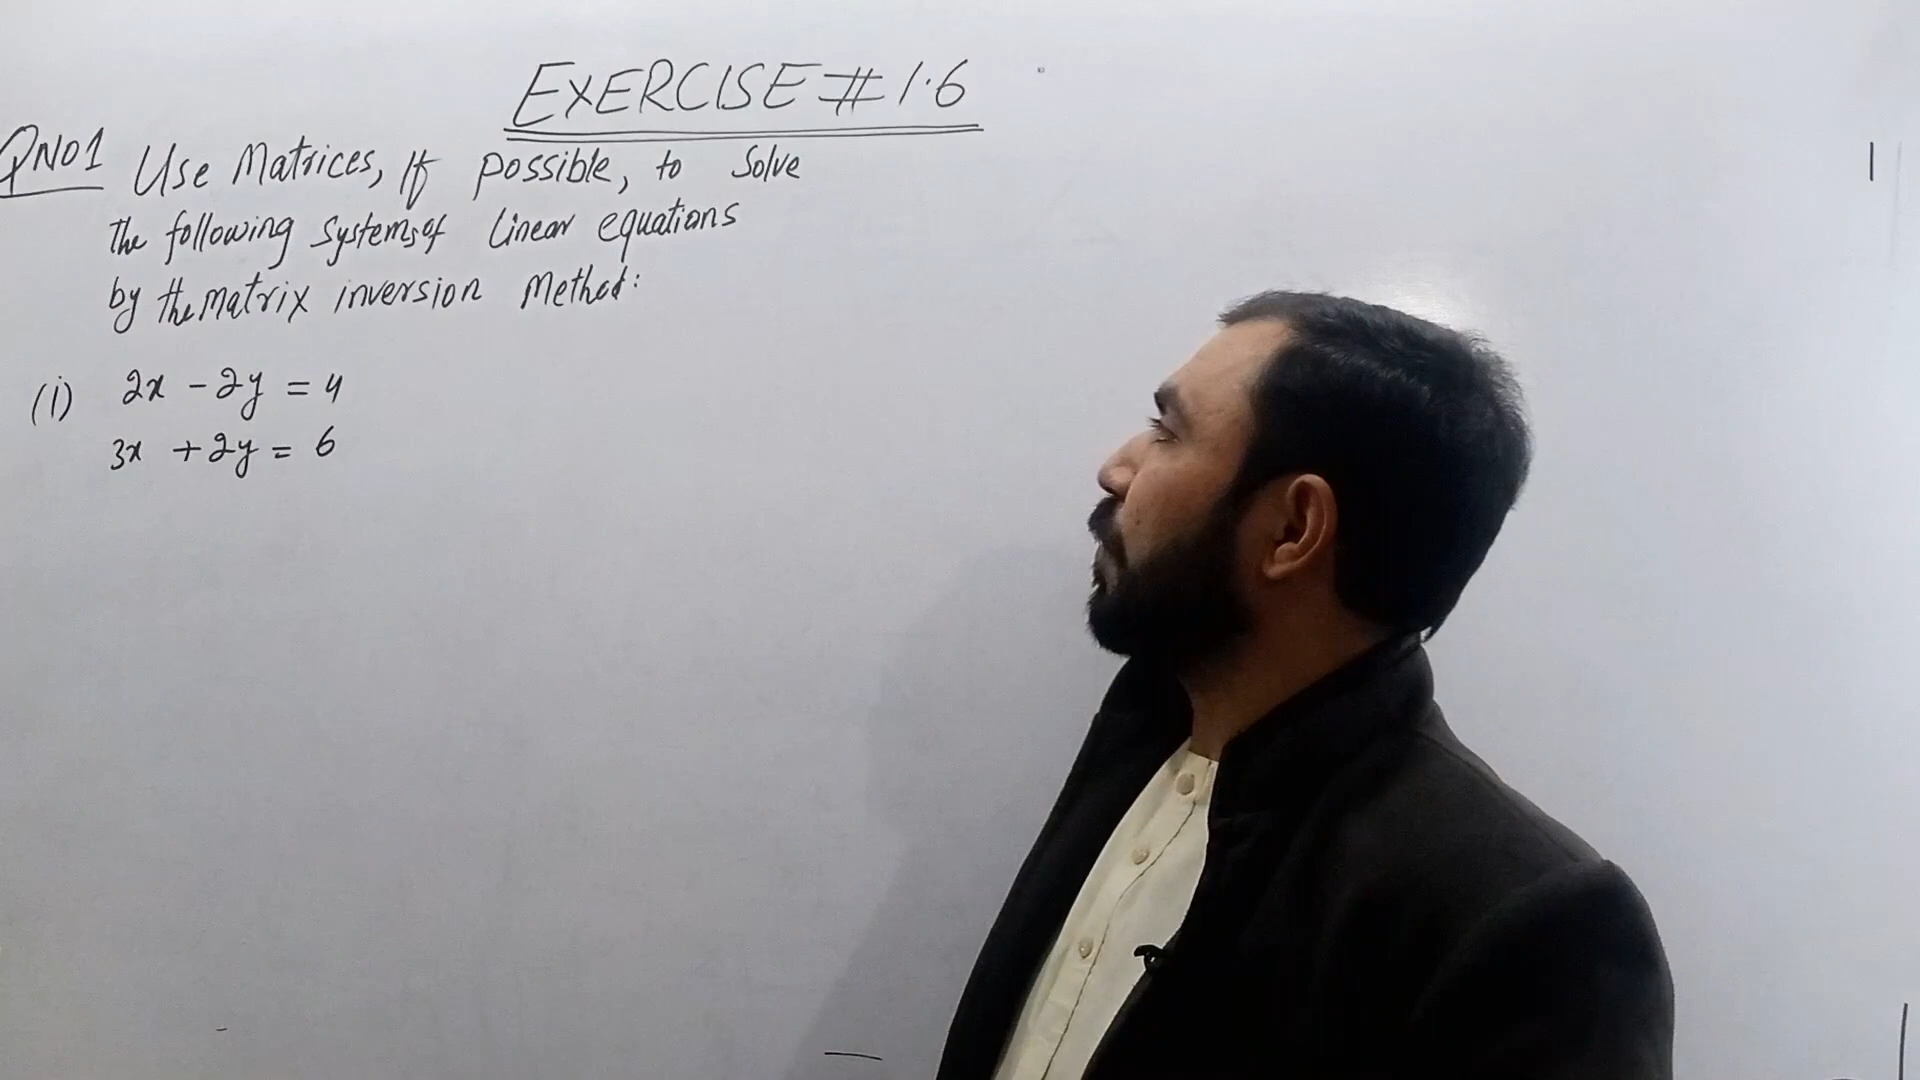 EXERCISE # 1.6
QNO1 Use Matrices, If possible, to Solve
the following Systems of Linear equations
by the Matrix inversion Method:
(i) 2x - 2y = 4
3x + 2y = 6